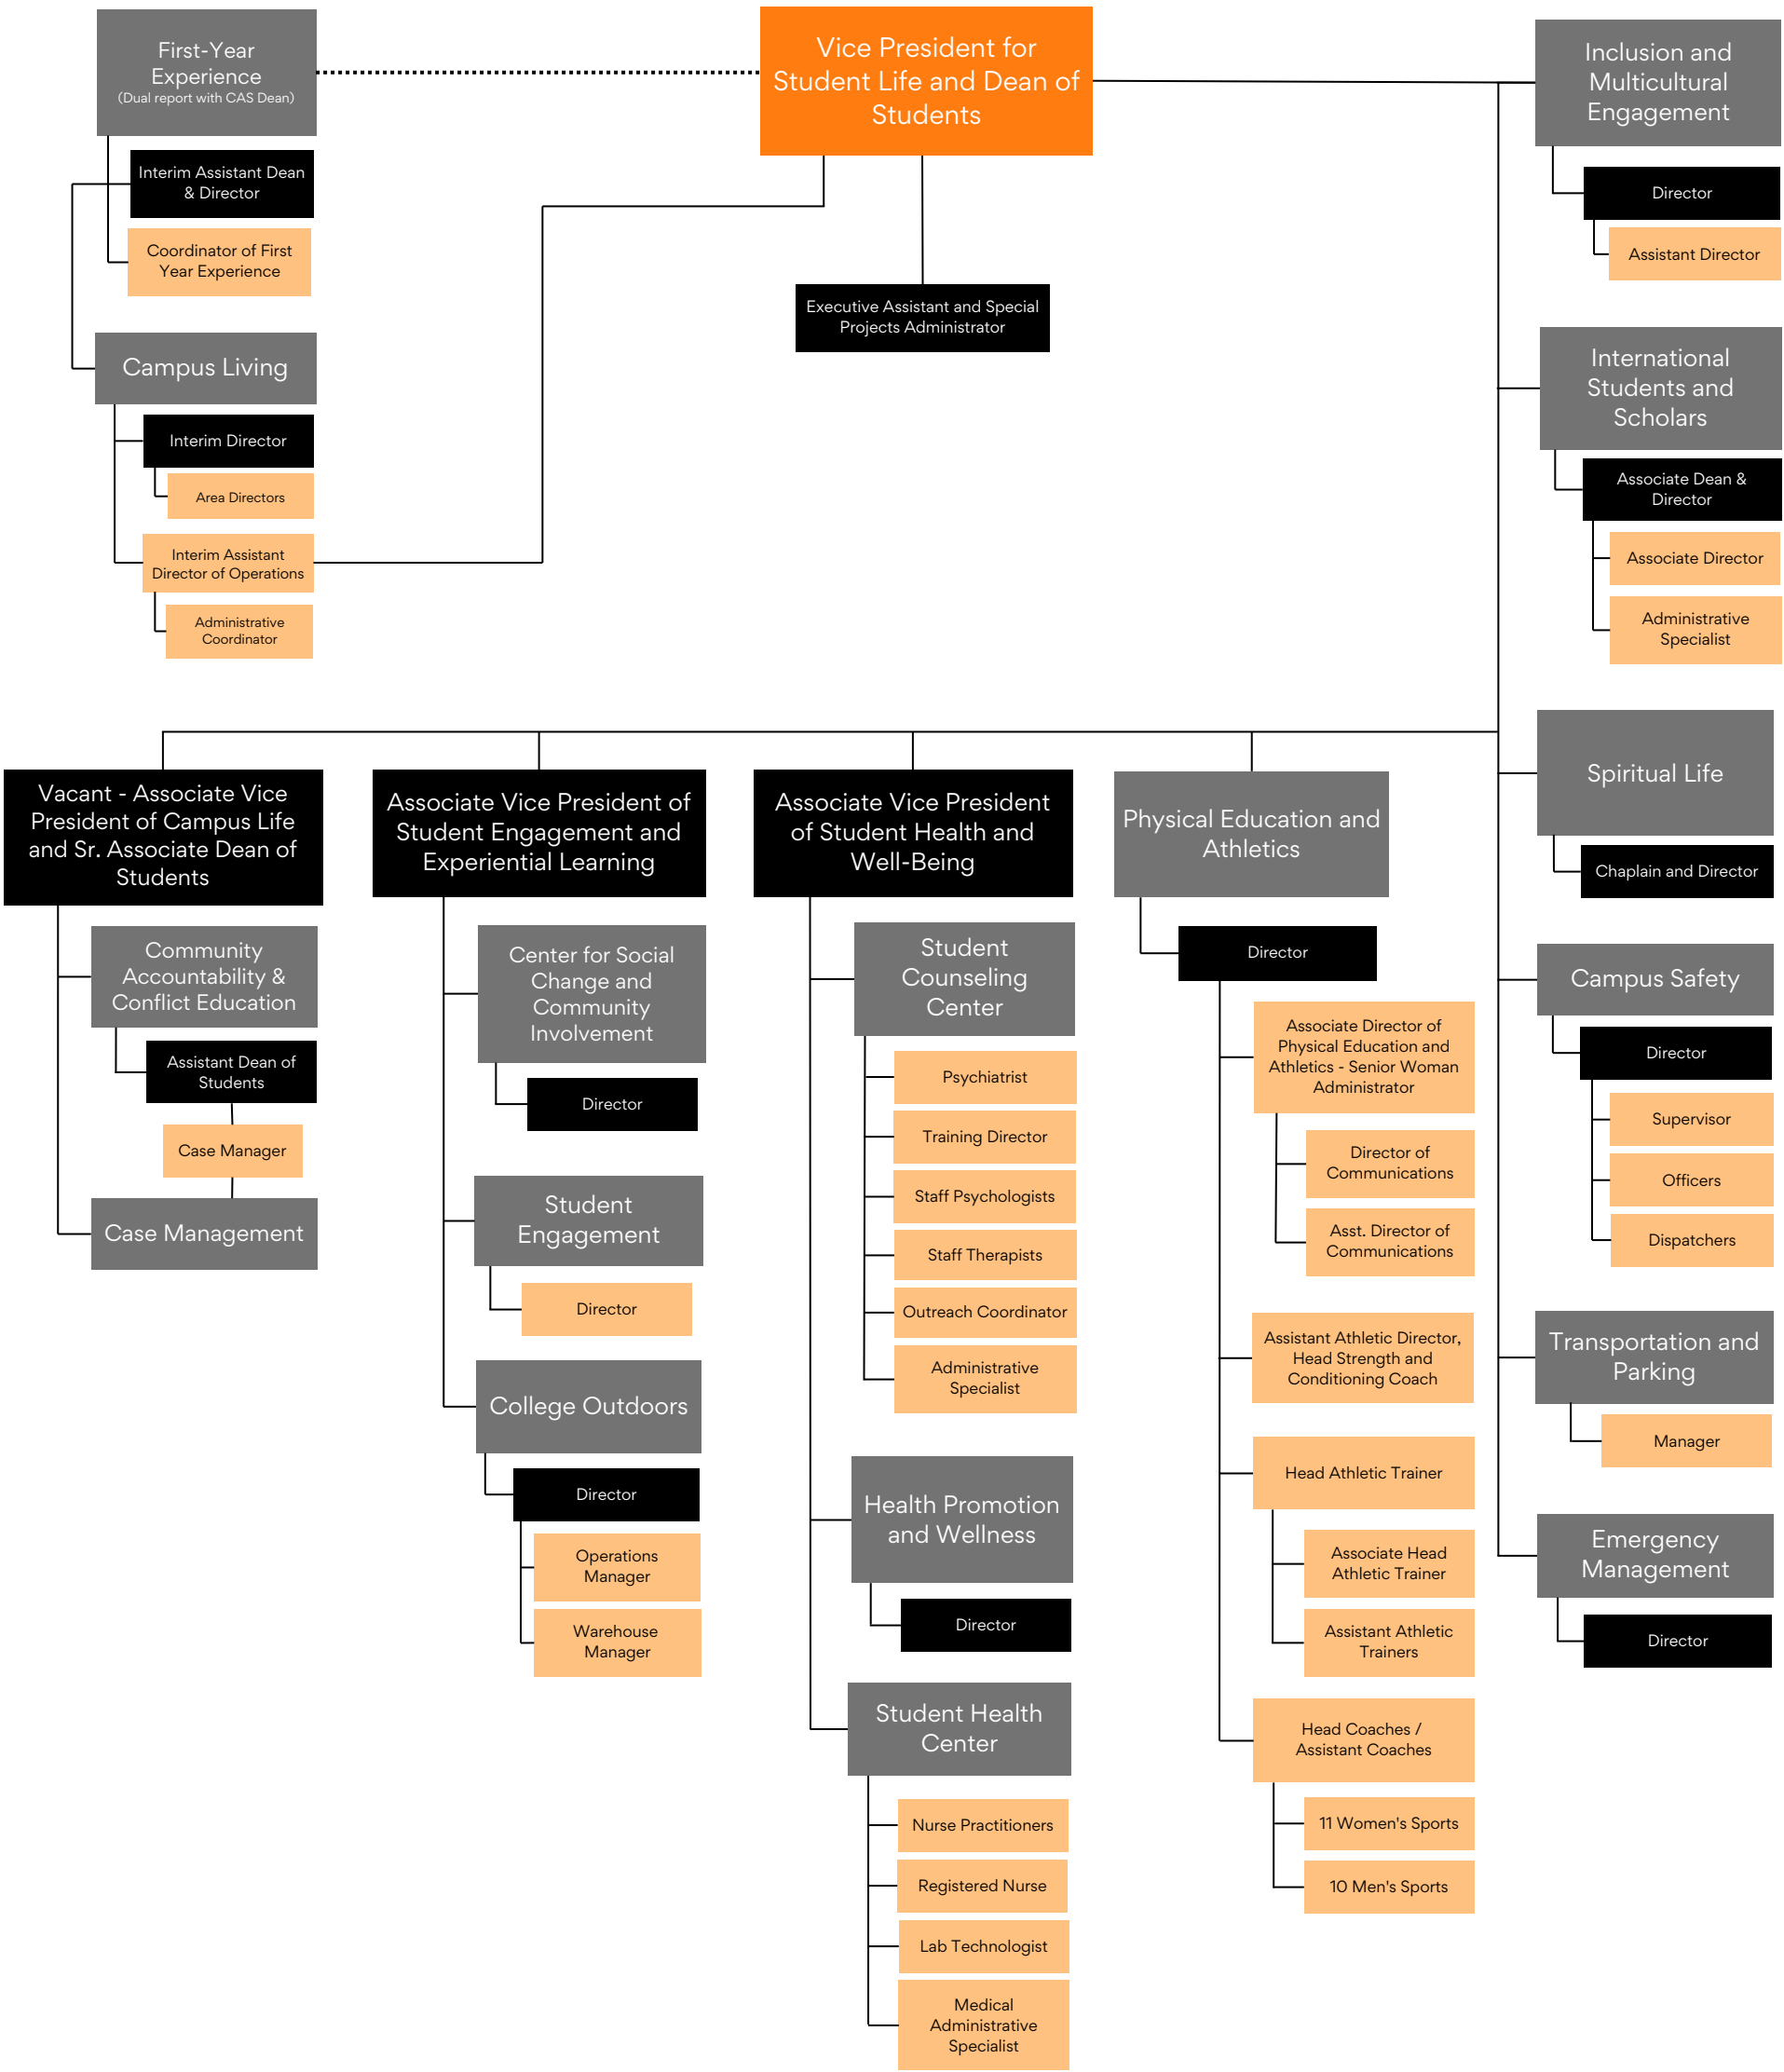 First-Year
Experience
(Dual report with CAS Dean)
Interim Assistant Dean
& Director
Coordinator of First
Year Experience
Campus Living
Interim Director
Area Directors
Interim Assistant
Director of Operations
Administrative
Coordinator
Vice President for
Student Life and Dean of
Students
Executive Assistant and Special
Projects Administrator
Inclusion and
Multicultural
Engagement
Director
Assistant Director
International
Students and
Scholars
Associate Dean &
Director
Associate Director
Administrative
Specialist
Spiritual Life
Chaplain and Director
Campus Safety
Director
Supervisor
Officers
Dispatchers
Transportation and
Parking
Manager
Emergency
Management
Director
Vacant - Associate Vice
President of Campus Life
and Sr. Associate Dean of
Students
Community
Accountability &
Conflict Education
Assistant Dean of
Students
Case Manager
Case Management
Associate Vice President of
Student Engagement and
Experiential Learning
Center for Social
Change and
Community
Involvement
Director
Student
Engagement
Director
College Outdoors
Director
Operations
Manager
Warehouse
Manager
Associate Vice President
of Student Health and
Well-Being
Student
Counseling
Center
Psychiatrist
Training Director
Staff Psychologists
Staff Therapists
Outreach Coordinator
Administrative
Specialist
Health Promotion
and Wellness
Director
Student Health
Center
Nurse Practitioners
Registered Nurse
Lab Technologist
Medical
Administrative
Specialist
Physical Education and
Athletics
Director
Associate Director of
Physical Education and
Athletics - Senior Woman
Administrator
Director of
Communications
Asst. Director of
Communications
Assistant Athletic Director,
Head Strength and
Conditioning Coach
Head Athletic Trainer
Associate Head
Athletic Trainer
Assistant Athletic
Trainers
Head Coaches /
Assistant Coaches
11 Women's Sports
10 Men's Sports